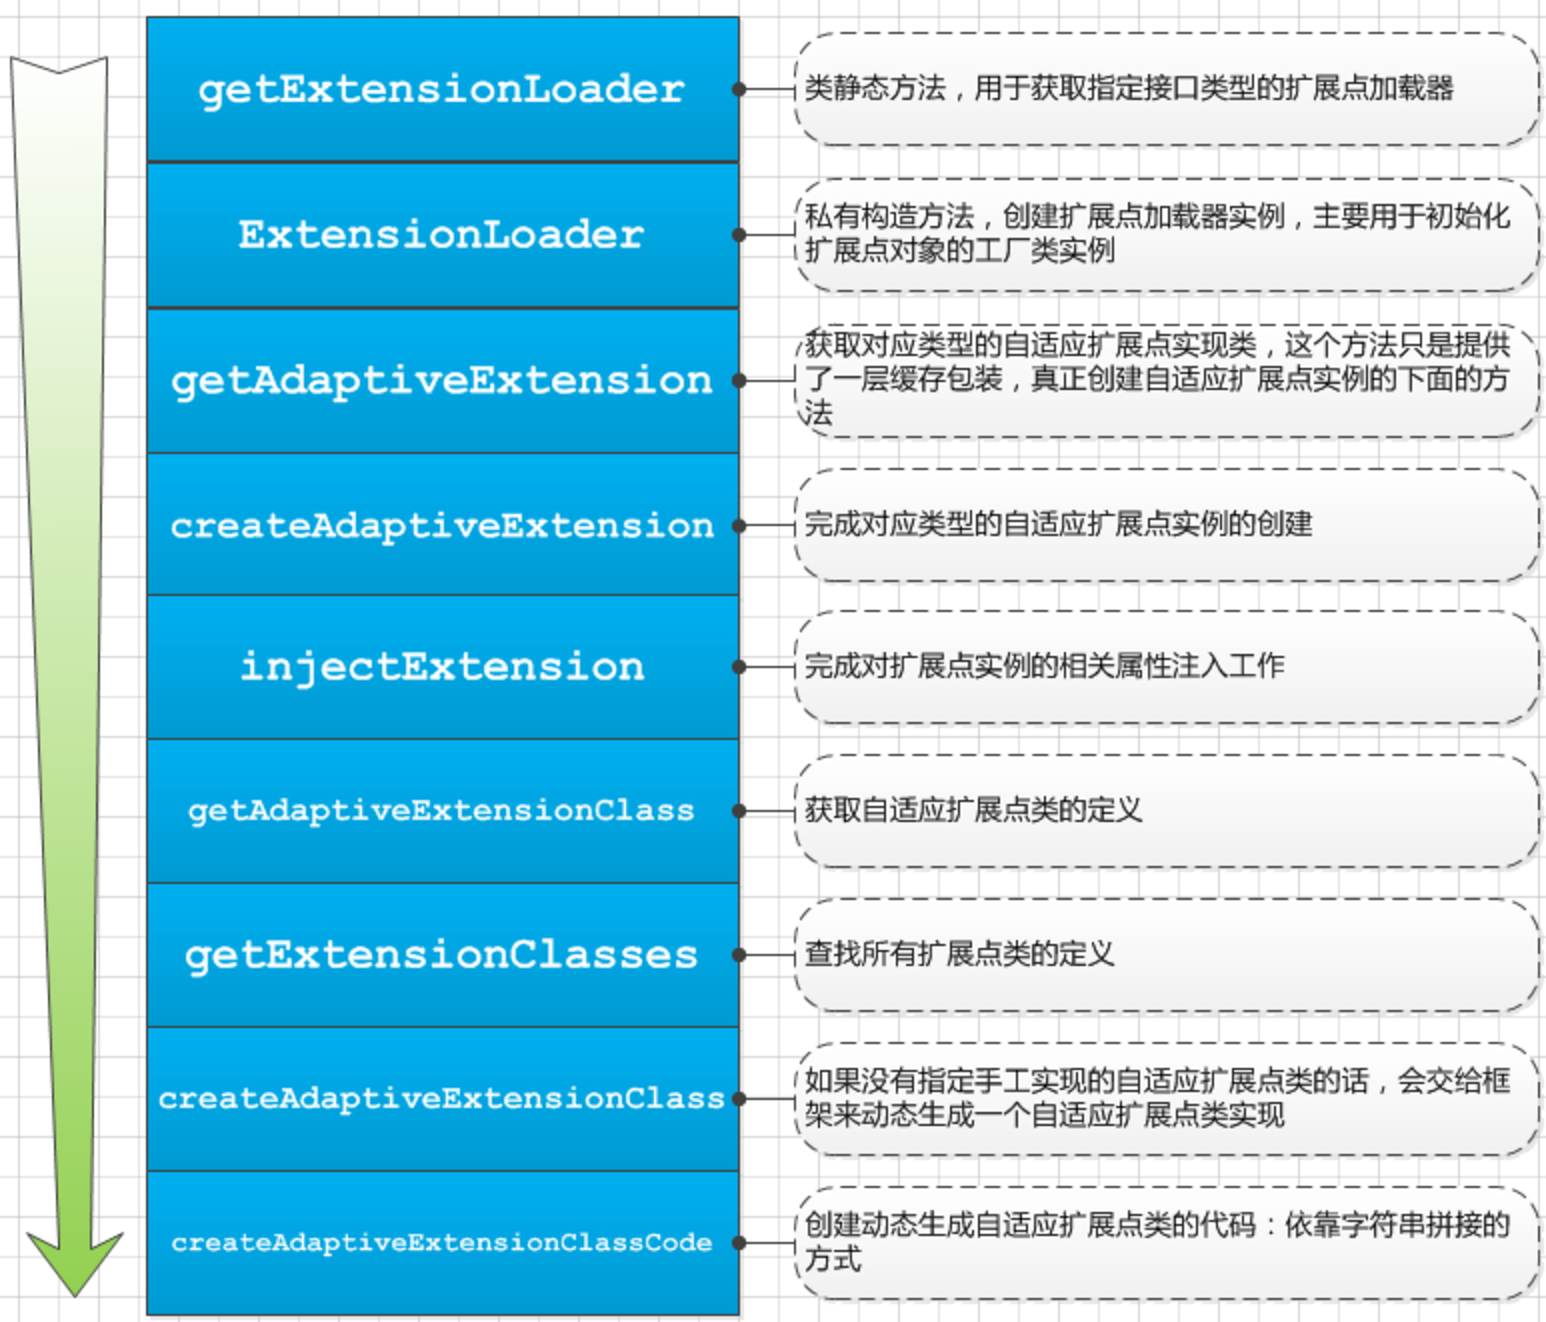 getExtensionLoader
类静态方法，用于获取指定接口类型的扩展点加载器
ExtensionLoader
私有构造方法，创建扩展点加载器实例，主要用于初始化
扩展点对象的工厂类实例
getAdaptiveExtension
获取对应类型的自适应扩展点实现类，这个方法只是提供
了一层缓存包装，真正创建自适应扩展点实例的下面的方
法
createAdaptiveExtension
完成对应类型的自适应扩展点实例的创建
injectExtension
完成对扩展点实例的相关属性注入工作
getAdaptiveExtensionClass
获取自适应扩展点类的定义
getExtensionClasses
查找所有扩展点类的定义
createAdaptiveExtensionClass
如果没有指定手工实现的自适应扩展点类的话，会交给框
架来动态生成一个自适应扩展点类实现
createAdaptiveExtensionClassCode
创建动态生成自适应扩展点类的代码：依靠字符串拼接的
方式